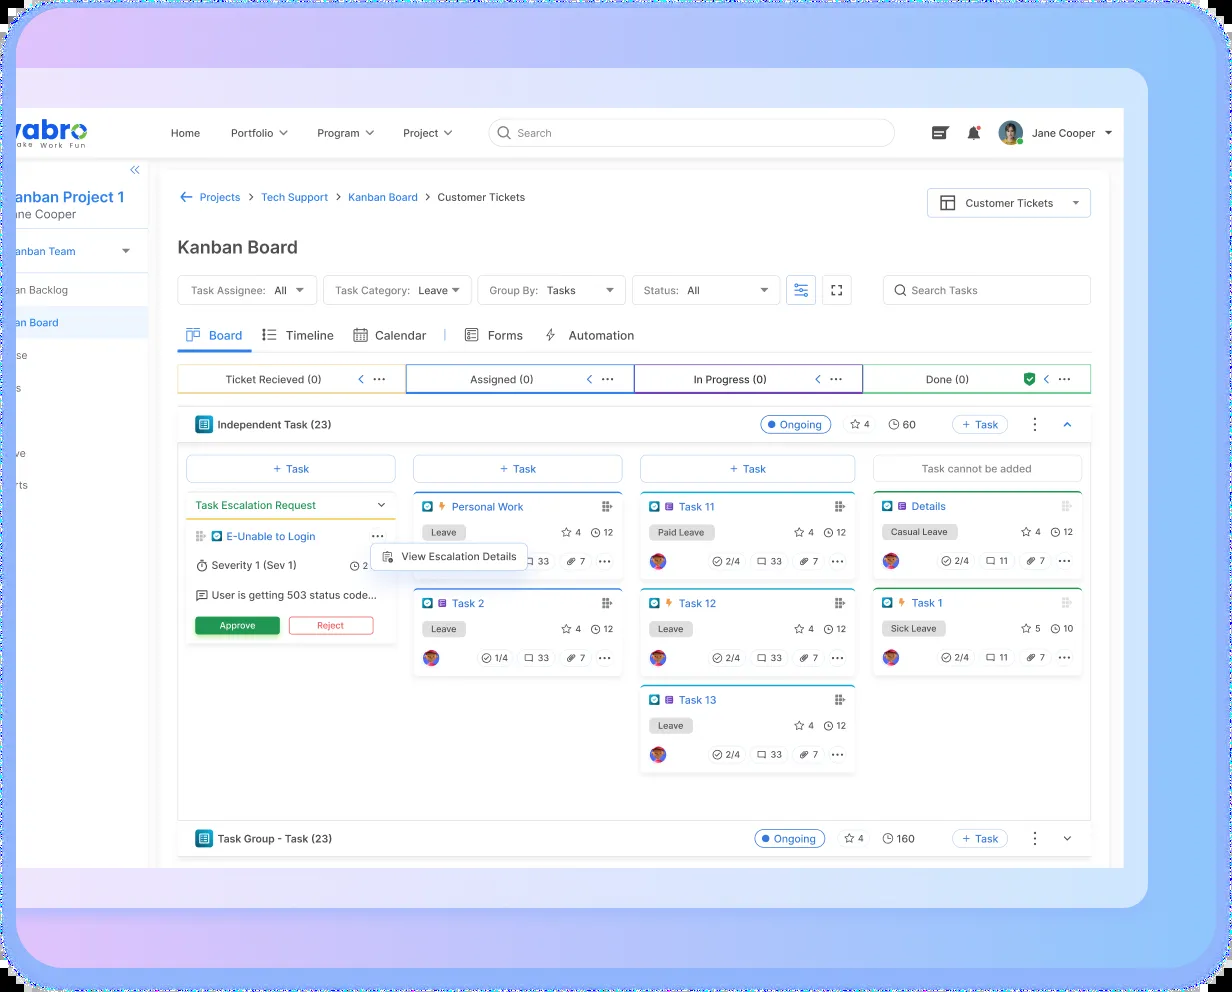 vabro
ake Work Fun
Home Portfolio Program Project Search Jane Cooper
anban Project 1
ne Cooper
anban Team
an Backlog
an Board
se
s
ve
rts
Projects > Tech Support > Kanban Board > Customer Tickets
Customer Tickets
Kanban Board
Task Assignee: All Task Category: Leave Group By: Tasks Status: All Search Tasks
Board Timeline Calendar | Forms Automation
Ticket Recieved (0) Assigned (0) In Progress (0) Done (0)
Independent Task (23) Ongoing 4 60 + Task
+ Task + Task + Task Task cannot be added
Task Escalation Request
E-Unable to Login
Severity 1 (Sev 1) 2
User is getting 503 status code...
Approve Reject
View Escalation Details
Personal Work
Leave 4 12
33 7
Task 2
Leave 4 12
1/4 33 7
Task 11
Paid Leave 4 12
2/4 33 7
Task 12
Leave 4 12
2/4 33 7
Task 13
Leave 4 12
2/4 33 7
Details
Casual Leave 4 12
2/4 11 7
Task 1
Sick Leave 5 10
2/4 11 7
Task Group - Task (23) Ongoing 4 160 + Task